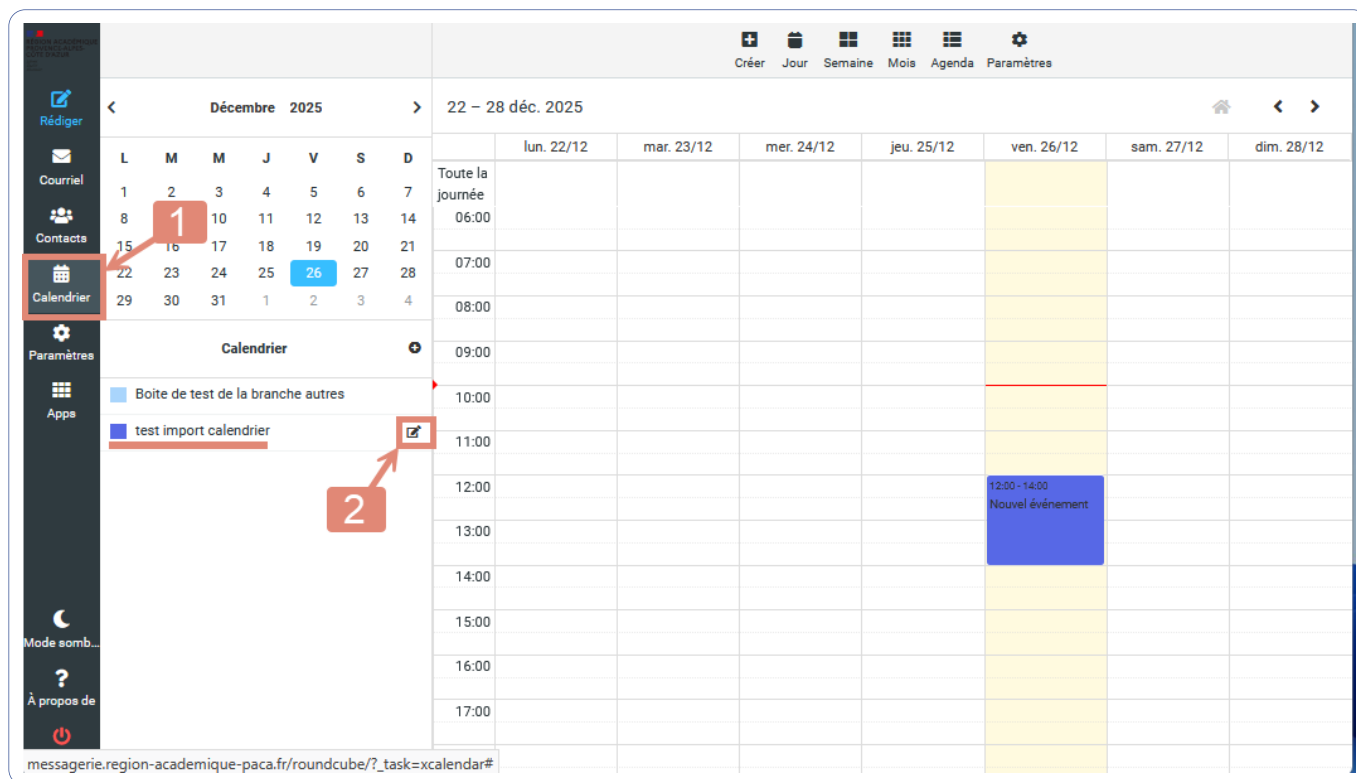 RÉGION ACADÉMIQUE
PROVENCE-ALPES-
CÔTE D'AZUR
Créer Jour Semaine Mois Agenda Paramètres
Rédiger
Courriel
Contacts
Calendrier
Paramètres
Apps
Mode somb...
À propos de
Décembre 2025
L M M J V S D
1 2 3 4 5 6 7
8 10 11 12 13 14
15 16 17 18 19 20 21
22 23 24 25 26 27 28
29 30 31 1 2 3 4
1
Calendrier
Boite de test de la branche autres
test import calendrier
2
22 – 28 déc. 2025
lun. 22/12 mar. 23/12 mer. 24/12 jeu. 25/12 ven. 26/12 sam. 27/12 dim. 28/12
Toute la
journée
06:00
07:00
08:00
09:00
10:00
11:00
12:00
13:00
14:00
15:00
16:00
17:00
12:00 - 14:00
Nouvel événement
messagerie.region-academique-paca.fr/roundcube/?_task=xcalendar#